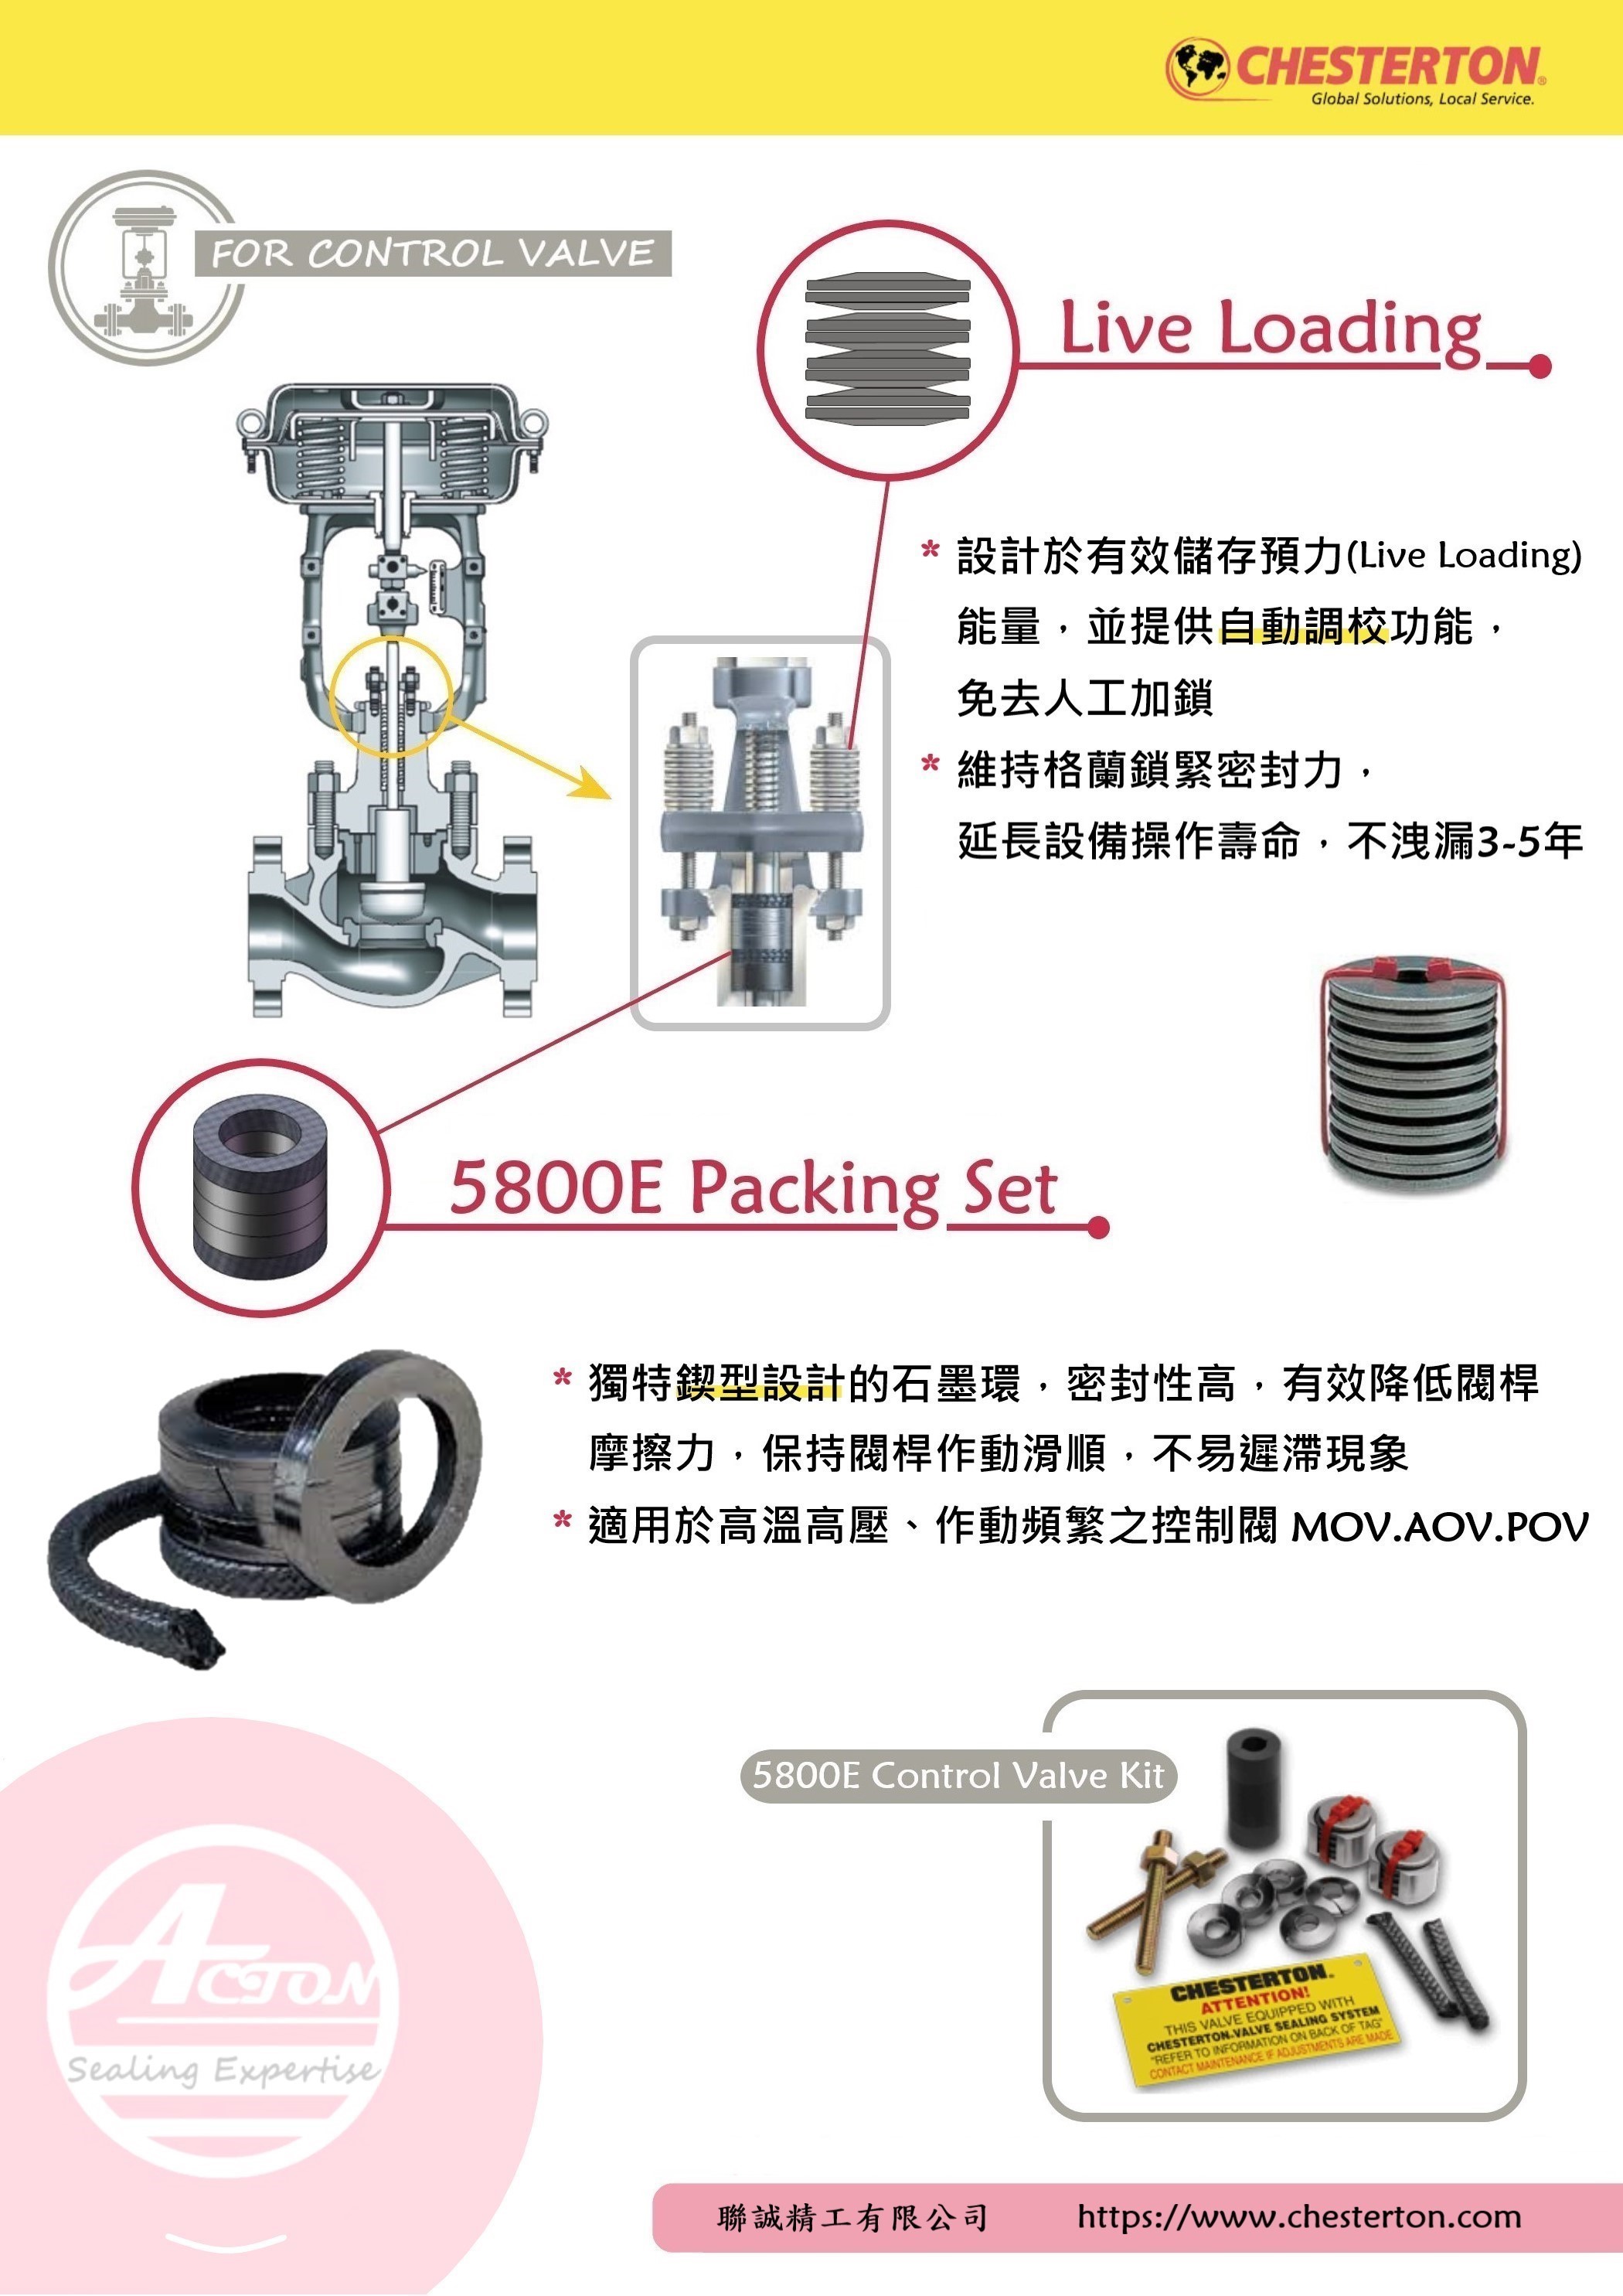 CHESTERTON®
Global Solutions, Local Service.
FOR CONTROL VALVE
Live Loading
* 設計於有效儲存預力(Live Loading)
能量，並提供自動調校功能，
免去人工加鎖
* 維持格蘭鎖緊密封力，
延長設備操作壽命，不洩漏3-5年
5800E Packing Set
* 獨特鍥型設計的石墨環，密封性高，有效降低閥桿
摩擦力，保持閥桿作動滑順，不易遲滯現象
* 適用於高溫高壓、作動頻繁之控制閥 MOV.AOV.POV
5800E Control Valve Kit
CHESTERTON.
ATTENTION!
THIS VALVE EQUIPPED WITH
CHESTERTON-VALVE SEALING SYSTEM
"REFER TO INFORMATION ON BACK OF TAG"
CONTACT MAINTENANCE IF ADJUSTMENTS ARE MADE
ACTON
Sealing Expertise
聯誠精工有限公司 https://www.chesterton.com